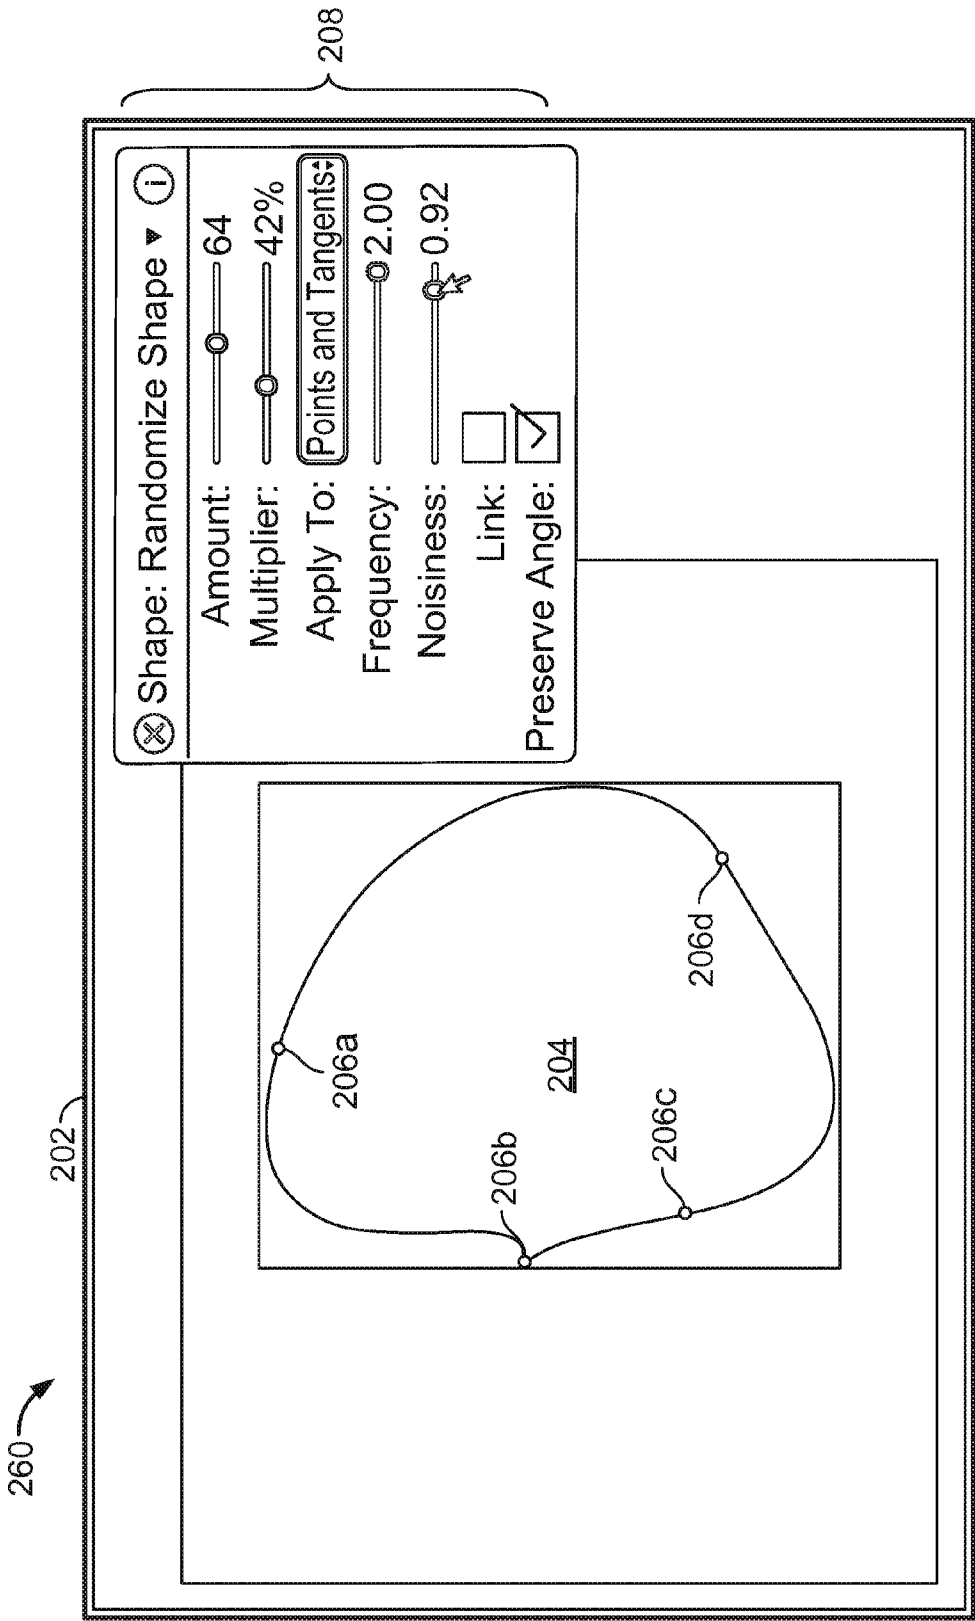 260
202
208
Shape: Randomize Shape
i
Amount: 64
Multiplier: 42%
Apply To: Points and Tangents
Frequency: 2.00
Noisiness: 0.92
Link:
Preserve Angle:
206a
206b
204
206c
206d